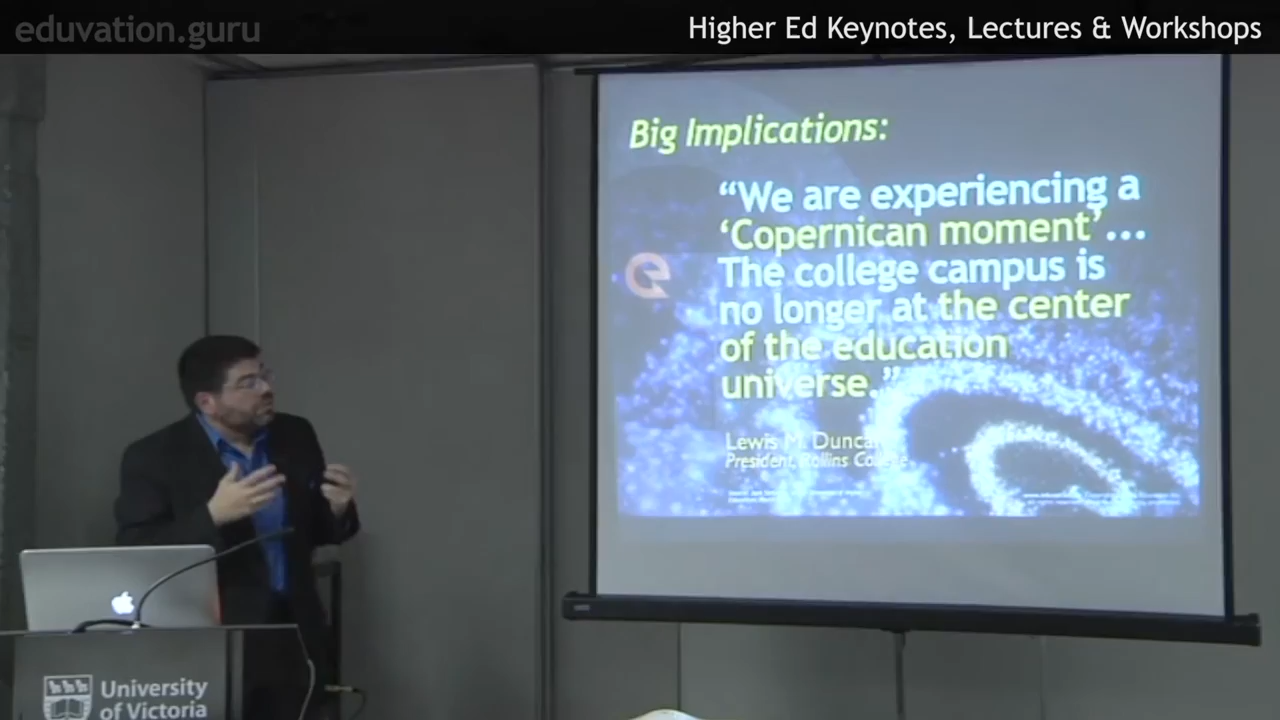 eduvation.guru
Higher Ed Keynotes, Lectures & Workshops
Big Implications:
“We are experiencing a
‘Copernican moment’...
The college campus is
no longer at the center
of the education
universe.”
Lewis M. Duncan
President, Rollins College
University
of Victoria